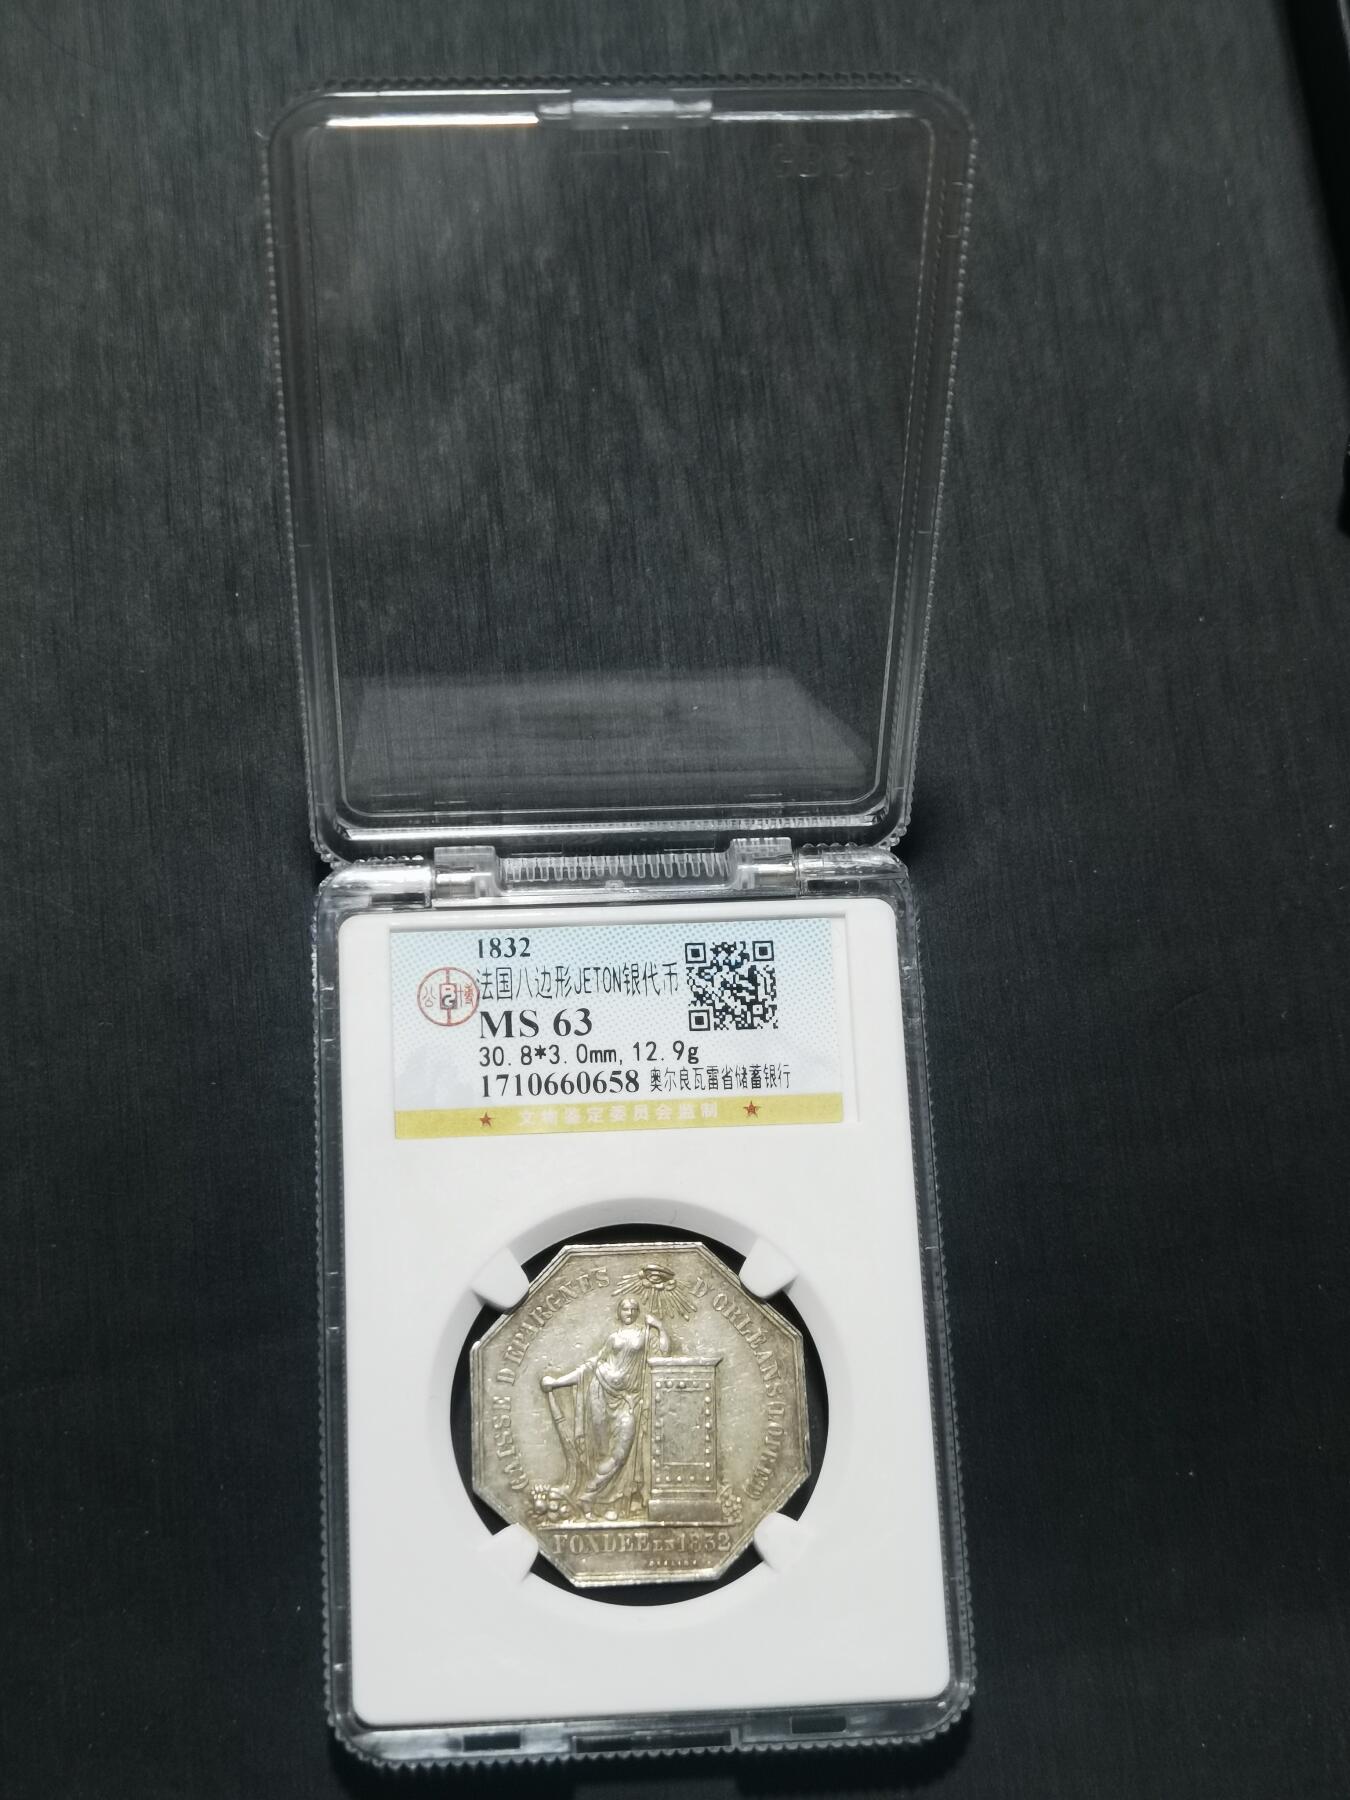 1832
法国八边形JETON银代币
MS 63
30.8*3.0mm,12.9g
1710660658 奥尔良瓦雷省储蓄银行
文物鉴定委员会监制
CAISSE D'EPARGNES D'ORLEANS (LOIRET)
FONDEE EN 1832